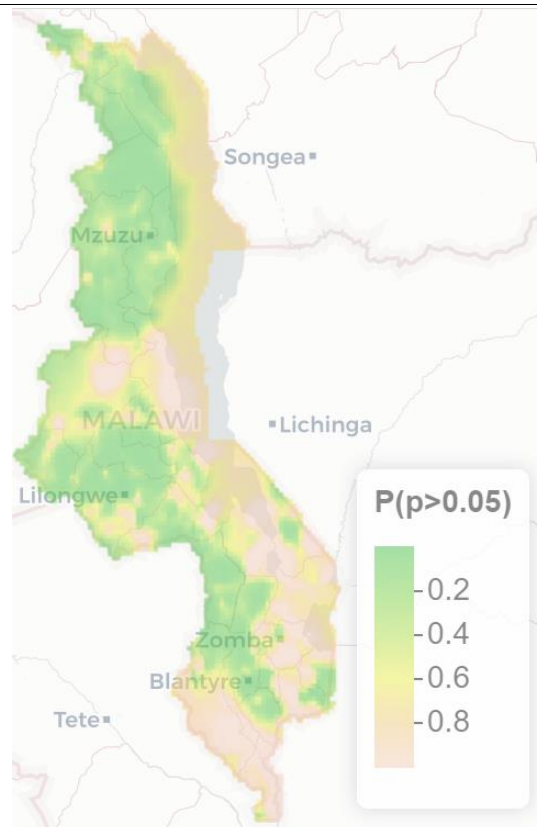 Songea
Mzuzu
MALAWI
Lichinga
Lilongwe
P(p>0.05)
0.2
0.4
0.6
0.8
Zomba
Blantyre
Tete